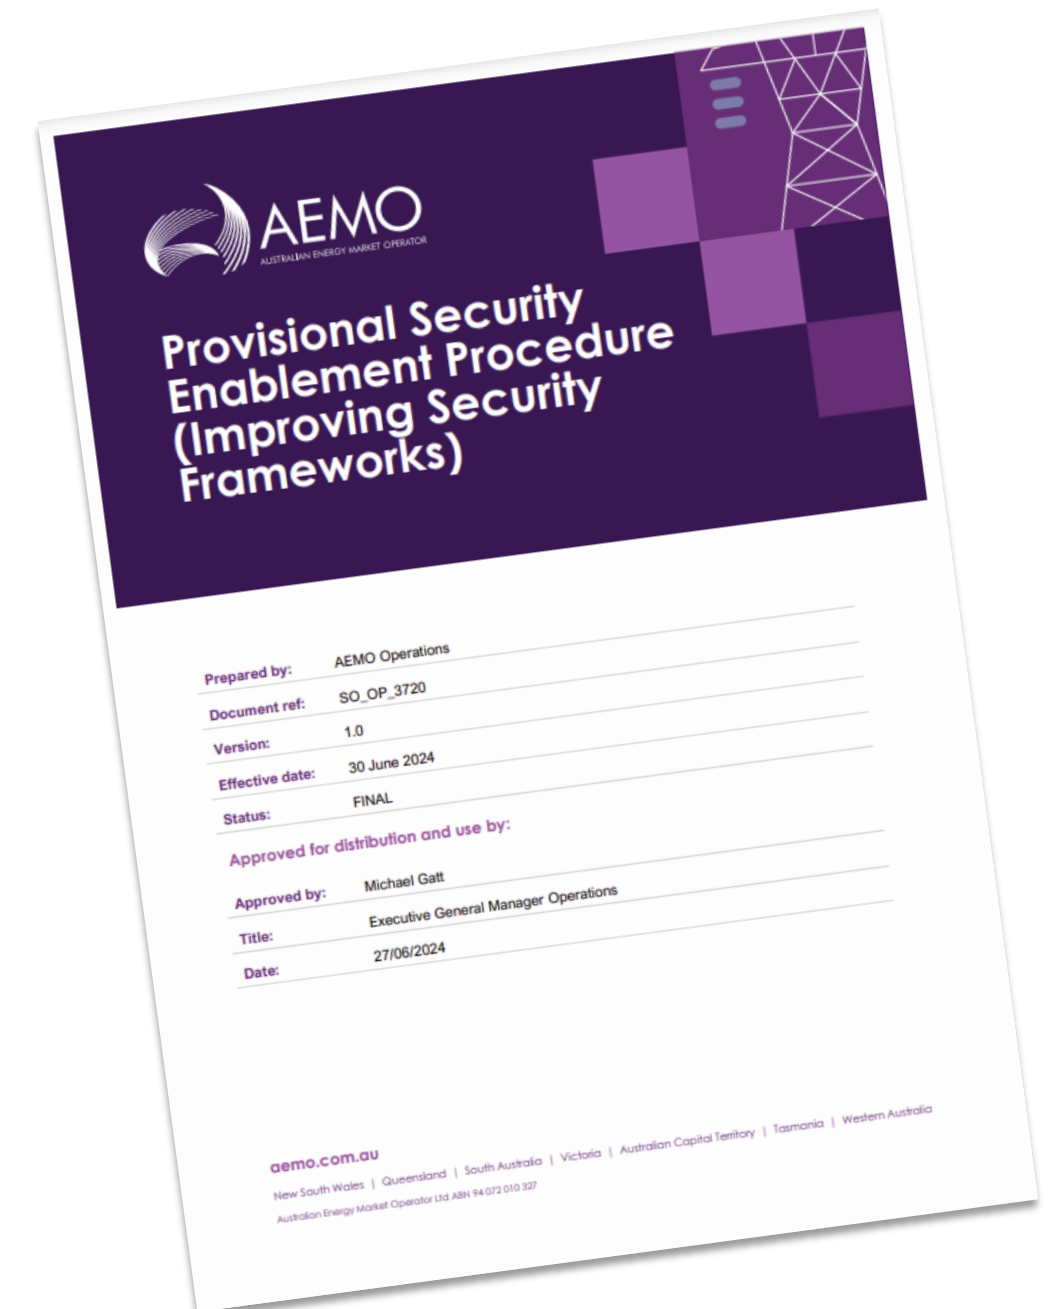 AEMO
AUSTRALIAN ENERGY MARKET OPERATOR
Provisional Security
Enablement Procedure
(Improving Security
Frameworks)
Prepared by: AEMO Operations
Document ref: SO_OP_3720
Version: 1.0
Effective date: 30 June 2024
Status: FINAL
Approved for distribution and use by:
Approved by: Michael Gatt
Title: Executive General Manager Operations
Date: 27/06/2024
aemo.com.au
New South Wales | Queensland | South Australia | Victoria | Australian Capital Territory | Tasmania | Western Australia
Australian Energy Market Operator Ltd ABN 94 072 010 327